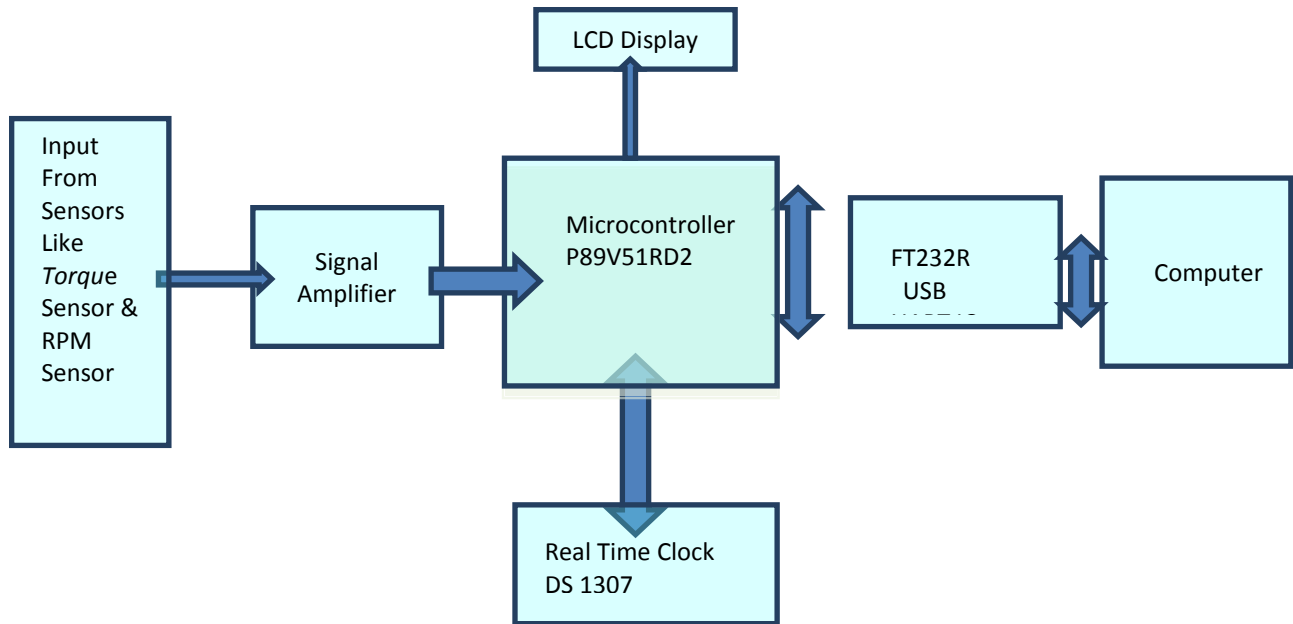 LCD Display
Input
From
Sensors
Like
Torque
Sensor &
RPM
Sensor
Signal
Amplifier
Microcontroller
P89V51RD2
FT232R
USB
Computer
Real Time Clock
DS 1307